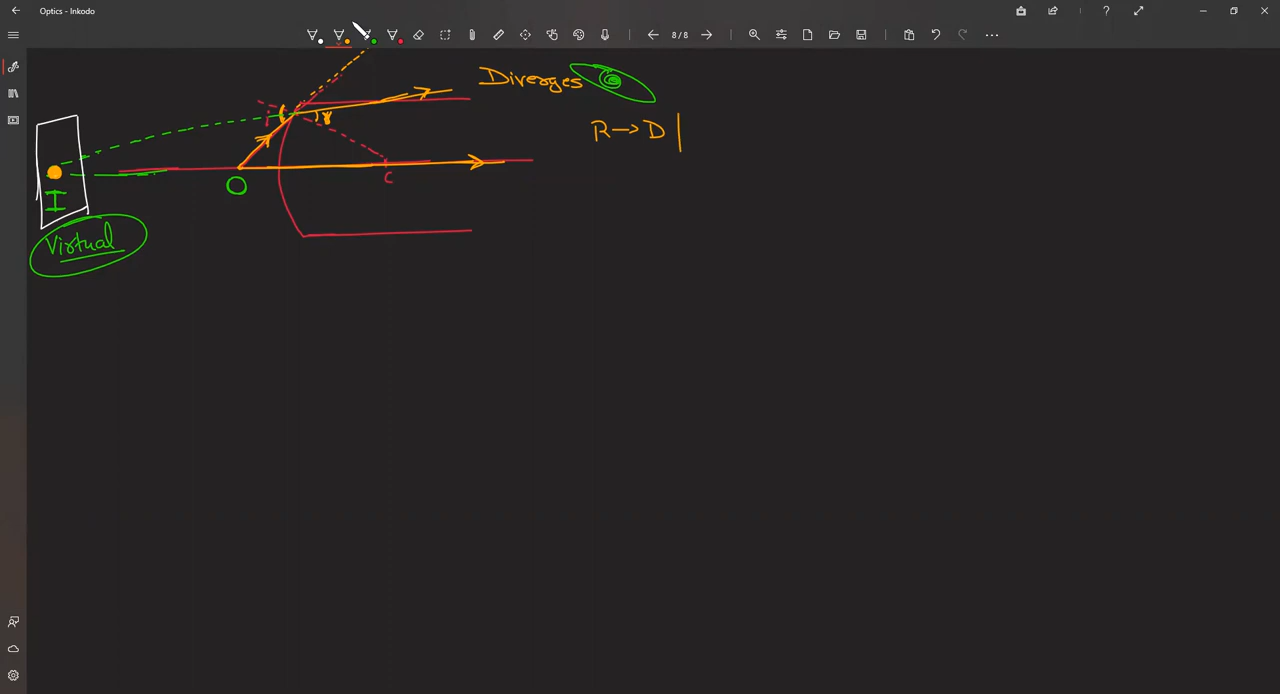 Optics - Inkodo
8/8
Diverges
R→D |
i
r
C
O
I
Virtual